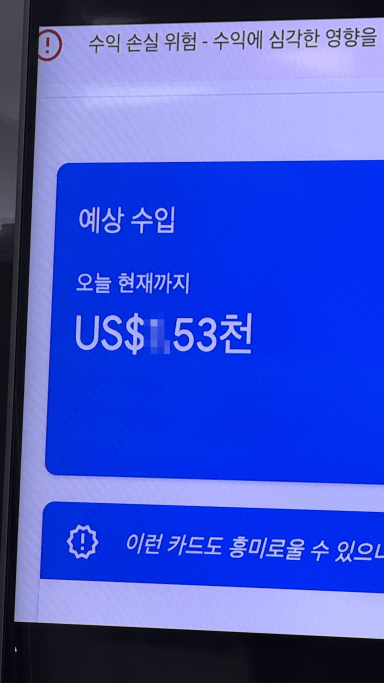 수익 손실 위험 - 수익에 심각한 영향을
예상 수입
오늘 현재까지
US$ .53천
이런 카드도 흥미로울 수 있으니